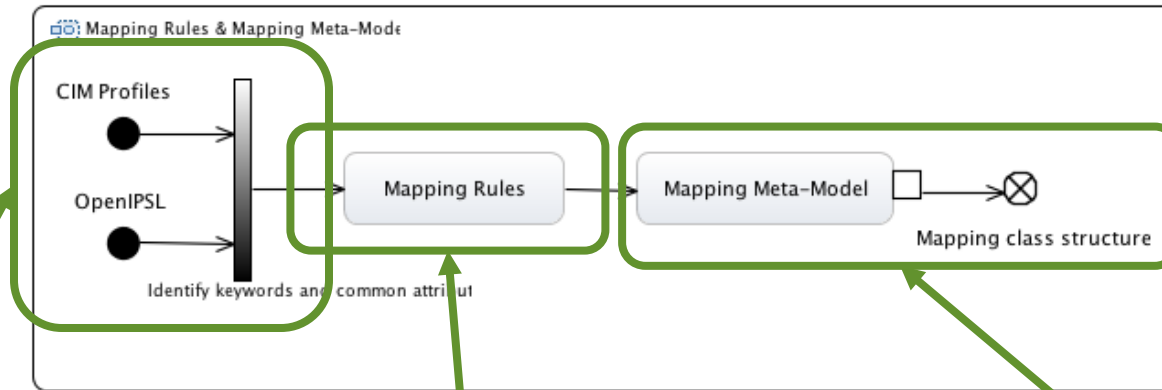 Mapping Rules & Mapping Meta-Mode
CIM Profiles
OpenIPSL
Mapping Rules
Mapping Meta-Model
Mapping class structure
Identify keywords and common attribut